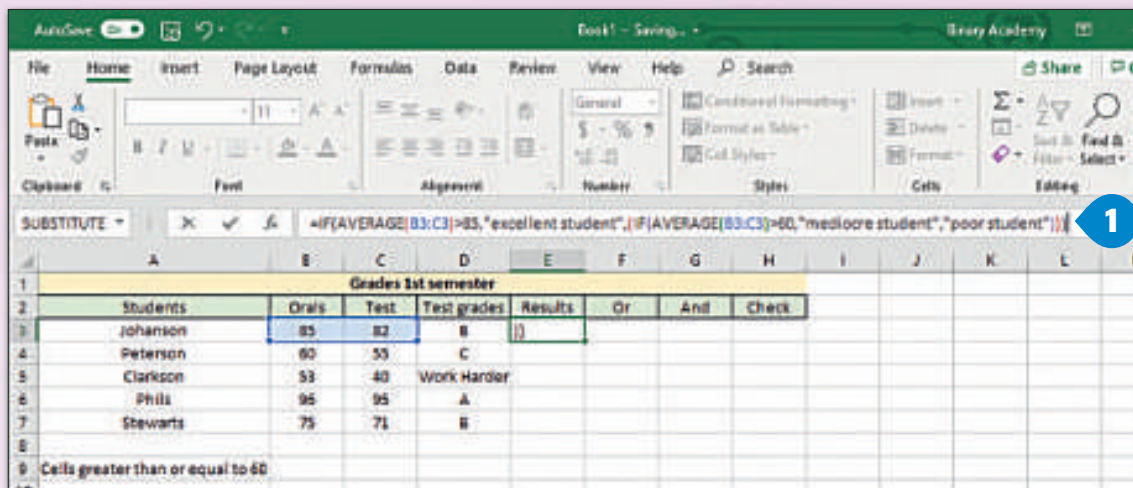 AutoSave
Book1 - Saving...
Binary Academy
File Home Insert Page Layout Formulas Data Review View Help Search Share
Paste
11 A A
B I U A
General
$ - % 9
Conditional Formatting
Format as Table
Cell Styles
Insert
Delete
Format
Sort &
Filter
Find &
Select
Clipboard Font Alignment Number Styles Cells Editing
SUBSTITUTE =IF(AVERAGE(B3:C3)>85,"excellent student",(IF(AVERAGE(B3:C3)>60,"mediocre student","poor student")))
1
A B C D E F G H I J K L
1 Grades 1st semester
2 Students Orals Test Test grades Results Or And Check
3 Johanson 85 82 B ))
4 Peterson 60 55 C
5 Clarkson 53 40 Work Harder
6 Phils 96 95 A
7 Stewarts 75 71 B
8
9 Cells greater than or equal to 60